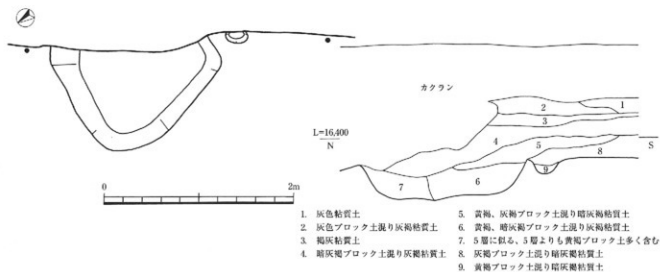 カクラン
L=16,400
N
S
1
2
3
4
5
6
7
8
9
0
2m
1. 灰色粘質土
2. 灰色ブロック土混り灰褐粘質土
3. 褐灰粘質土
4. 暗灰褐ブロック土混り灰褐粘質土
5. 黄褐、灰褐ブロック土混り暗灰褐粘質土
6. 黄褐、暗灰褐ブロック土混り灰褐粘質土
7. 5層に似る、5層よりも黄褐ブロック土多く含む
8. 灰褐ブロック土混り暗灰褐粘質土
9. 黄褐ブロック土混り暗灰褐粘質土